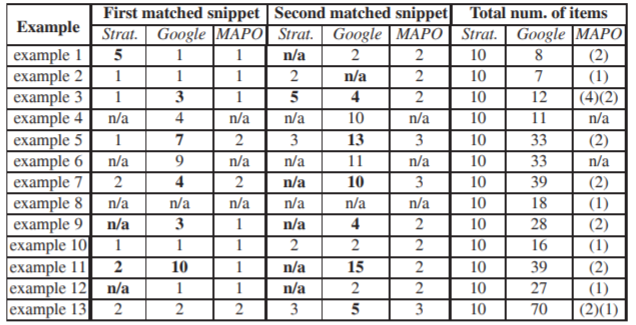 Example First matched snippet Second matched snippet Total num. of items
Strat. Google MAPO Strat. Google MAPO Strat. Google MAPO
example 1 5 1 1 n/a 2 2 10 8 (2)
example 2 1 1 1 2 n/a 2 10 7 (1)
example 3 1 3 1 5 4 2 10 12 (4)(2)
example 4 n/a 4 n/a n/a 10 n/a 10 11 n/a
example 5 1 7 2 3 13 3 10 33 (2)
example 6 n/a 9 n/a n/a 11 n/a 10 33 n/a
example 7 2 4 2 n/a 10 3 10 39 (2)
example 8 n/a n/a n/a n/a n/a n/a 10 18 (1)
example 9 n/a 3 1 n/a 4 2 10 28 (2)
example 10 1 1 1 2 2 2 10 16 (1)
example 11 2 10 1 n/a 15 2 10 39 (2)
example 12 n/a 1 1 n/a 2 2 10 27 (1)
example 13 2 2 2 3 5 3 10 70 (2)(1)